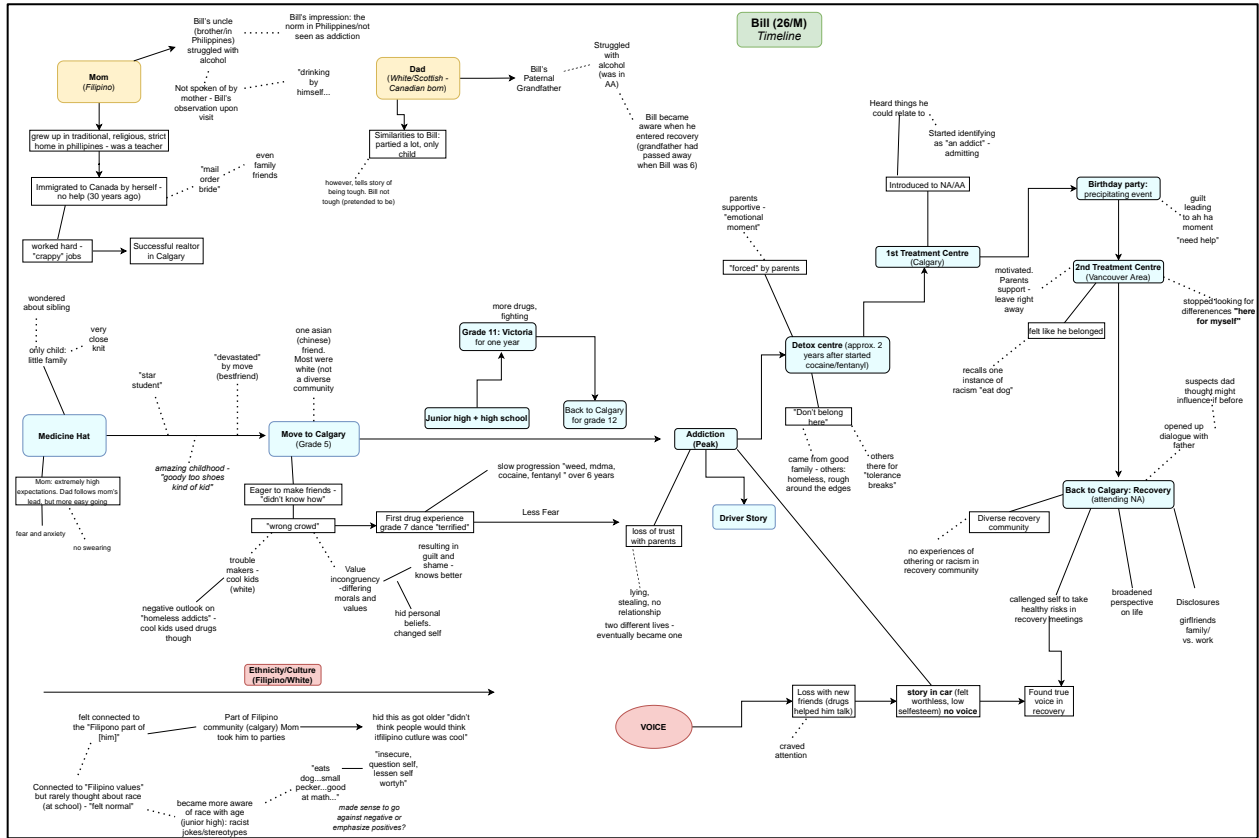 Bill (26/M)
Timeline
Bill's uncle
(brother/in
Philippines)
struggled with
alcohol
Bill's impression: the
norm in Philippines/not
seen as addiction
Mom
(Filipino)
Not spoken of by
mother - Bill's
observation upon
visit
"drinking
by
himself...
grew up in traditional, religious, strict
home in phillipines - was a teacher
Immigrated to Canada by herself -
no help (30 years ago)
"mail
order
bride"
even
family
friends
worked hard -
"crappy" jobs
Successful realtor
in Calgary
Dad
(White/Scottish -
Canadian born)
Bill's
Paternal
Grandfather
Struggled
with
alcohol
(was in
AA)
Bill became
aware when he
entered recovery
(grandfather had
passed away
when Bill was 6)
Similarities to Bill:
partied a lot, only
child
however, tells story of
being tough. Bill not
tough (pretended to be)
wondered
about sibling
only child:
little family
very
close
knit
Medicine Hat
Mom: extremely high
expectations. Dad follows mom's
lead, but more easy going
fear and anxiety
no swearing
"star
student"
"devastated"
by move
(bestfriend)
amazing childhood -
"goody too shoes
kind of kid"
one asian
(chinese)
friend.
Most were
white (not
a diverse
community
Move to Calgary
(Grade 5)
Eager to make friends -
"didn't know how"
"wrong crowd"
trouble
makers -
cool kids
(white)
negative outlook on
"homeless addicts" -
cool kids used drugs
though
Value
incongruency
-differing
morals and
values
resulting in
guilt and
shame -
knows better
hid personal
beliefs.
changed self
First drug experience
grade 7 dance "terrified"
slow progression "weed, mdma,
cocaine, fentanyl " over 6 years
Less Fear
more drugs,
fighting
Grade 11: Victoria
for one year
Junior high + high school
Back to Calgary
for grade 12
Addiction
(Peak)
loss of trust
with parents
lying,
stealing, no
relationship
two different lives -
eventually became one
Driver Story
parents
supportive -
"emotional
moment"
"forced" by parents
Detox centre (approx. 2
years after started
cocaine/fentanyl)
"Don't belong
here"
came from good
family - others:
homeless, rough
around the edges
others
there for
"tolerance
breaks"
Heard things he
could relate to
Started identifying
as "an addict" -
admitting
Introduced to NA/AA
1st Treatment Centre
(Calgary)
Birthday party:
precipitating event
guilt
leading
to ah ha
moment
"need help"
2nd Treatment Centre
(Vancouver Area)
motivated.
Parents
support -
leave right
away
stopped looking for
differences "here
for myself"
felt like he belonged
recalls one
instance of
racism "eat dog"
suspects dad
thought might
influence if before
opened up
dialogue with
father
Back to Calgary: Recovery
(attending NA)
Diverse recovery
community
no experiences of
othering or racism in
recovery community
callenged self to take
healthy risks in
recovery meetings
broadened
perspective
on life
Disclosures
girlfriends
family/
vs. work
Ethnicity/Culture
(Filipino/White)
felt connected to
the "Filipono part of
[him]"
Part of Filipino
community (calgary) Mom
took him to parties
hid this as got older "didn't
think people would think
itfilipino cutlure was cool"
Connected to "Filipino values"
but rarely thought about race
(at school) - "felt normal"
became more aware
of race with age
(junior high): racist
jokes/stereotypes
"eats
dog...small
pecker...good
at math..."
"insecure,
question self,
lessen self
wortyh"
made sense to go
against negative or
emphasize positives?
VOICE
Loss with new
friends (drugs
helped him talk)
craved
attention
story in car (felt
worthless, low
selfesteem) no voice
Found true
voice in
recovery